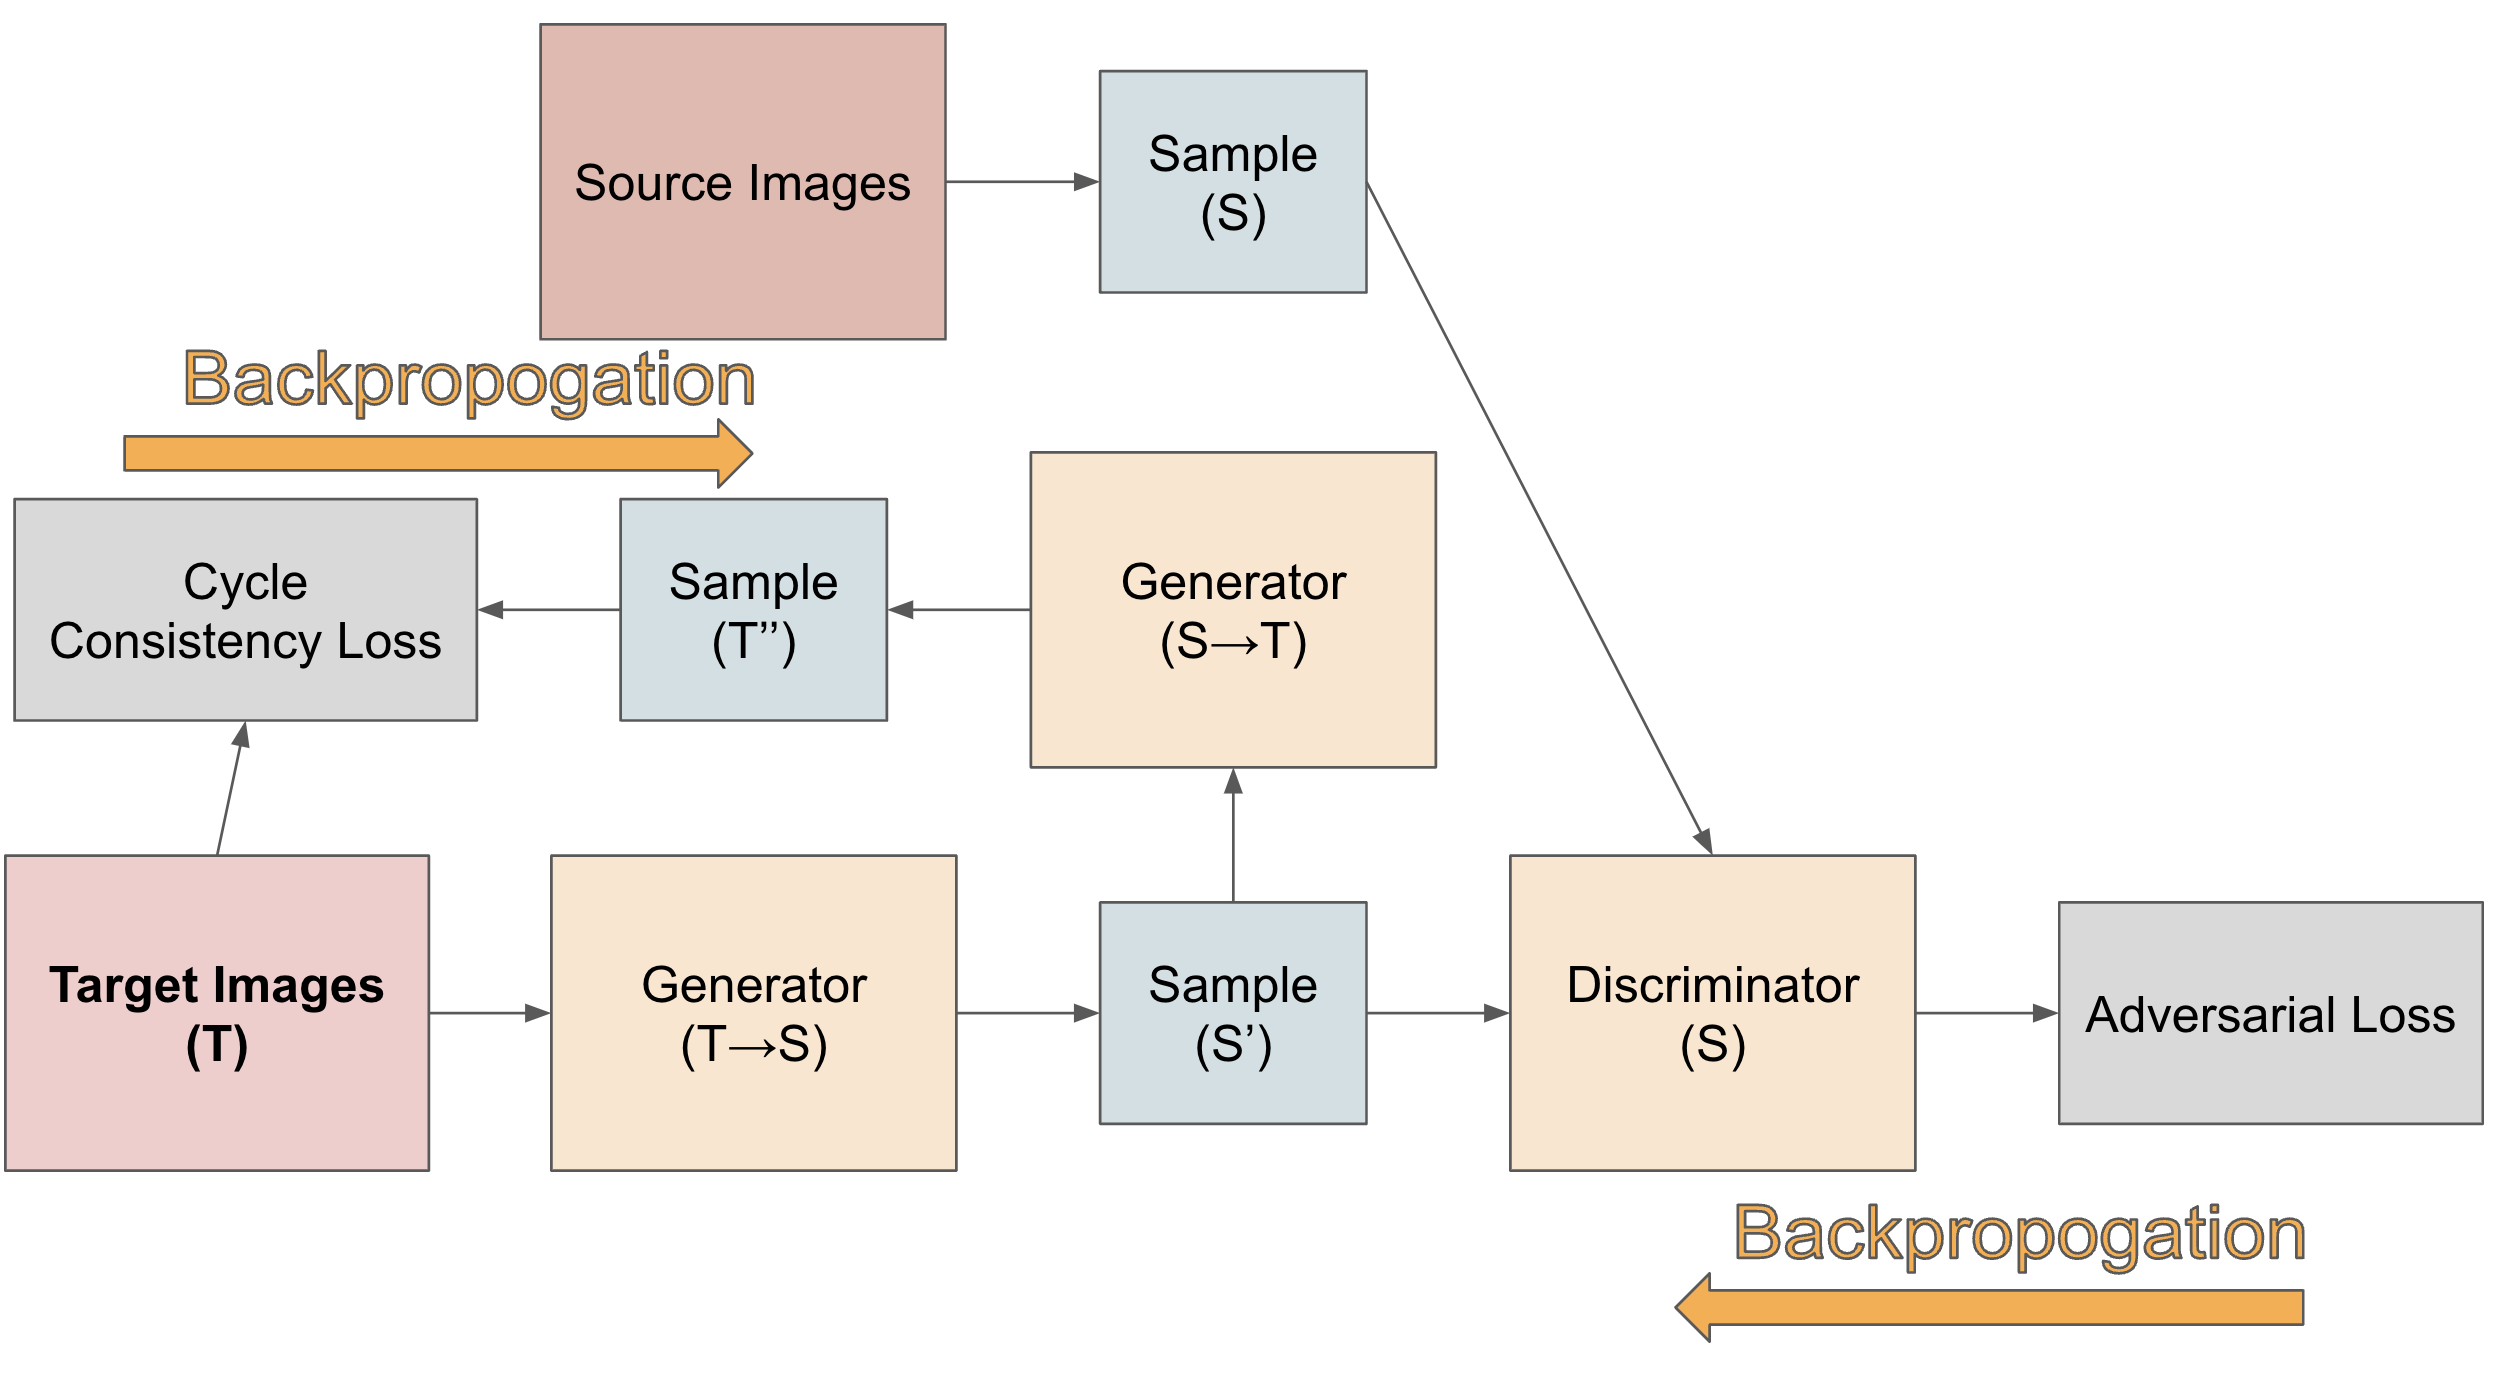 Source Images
Sample
(S)
Backpropogation
Cycle
Consistency Loss
Sample
(T’’)
Generator
(S→T)
Target Images
(T)
Generator
(T→S)
Sample
(S’)
Discriminator
(S)
Adversarial Loss
Backpropogation